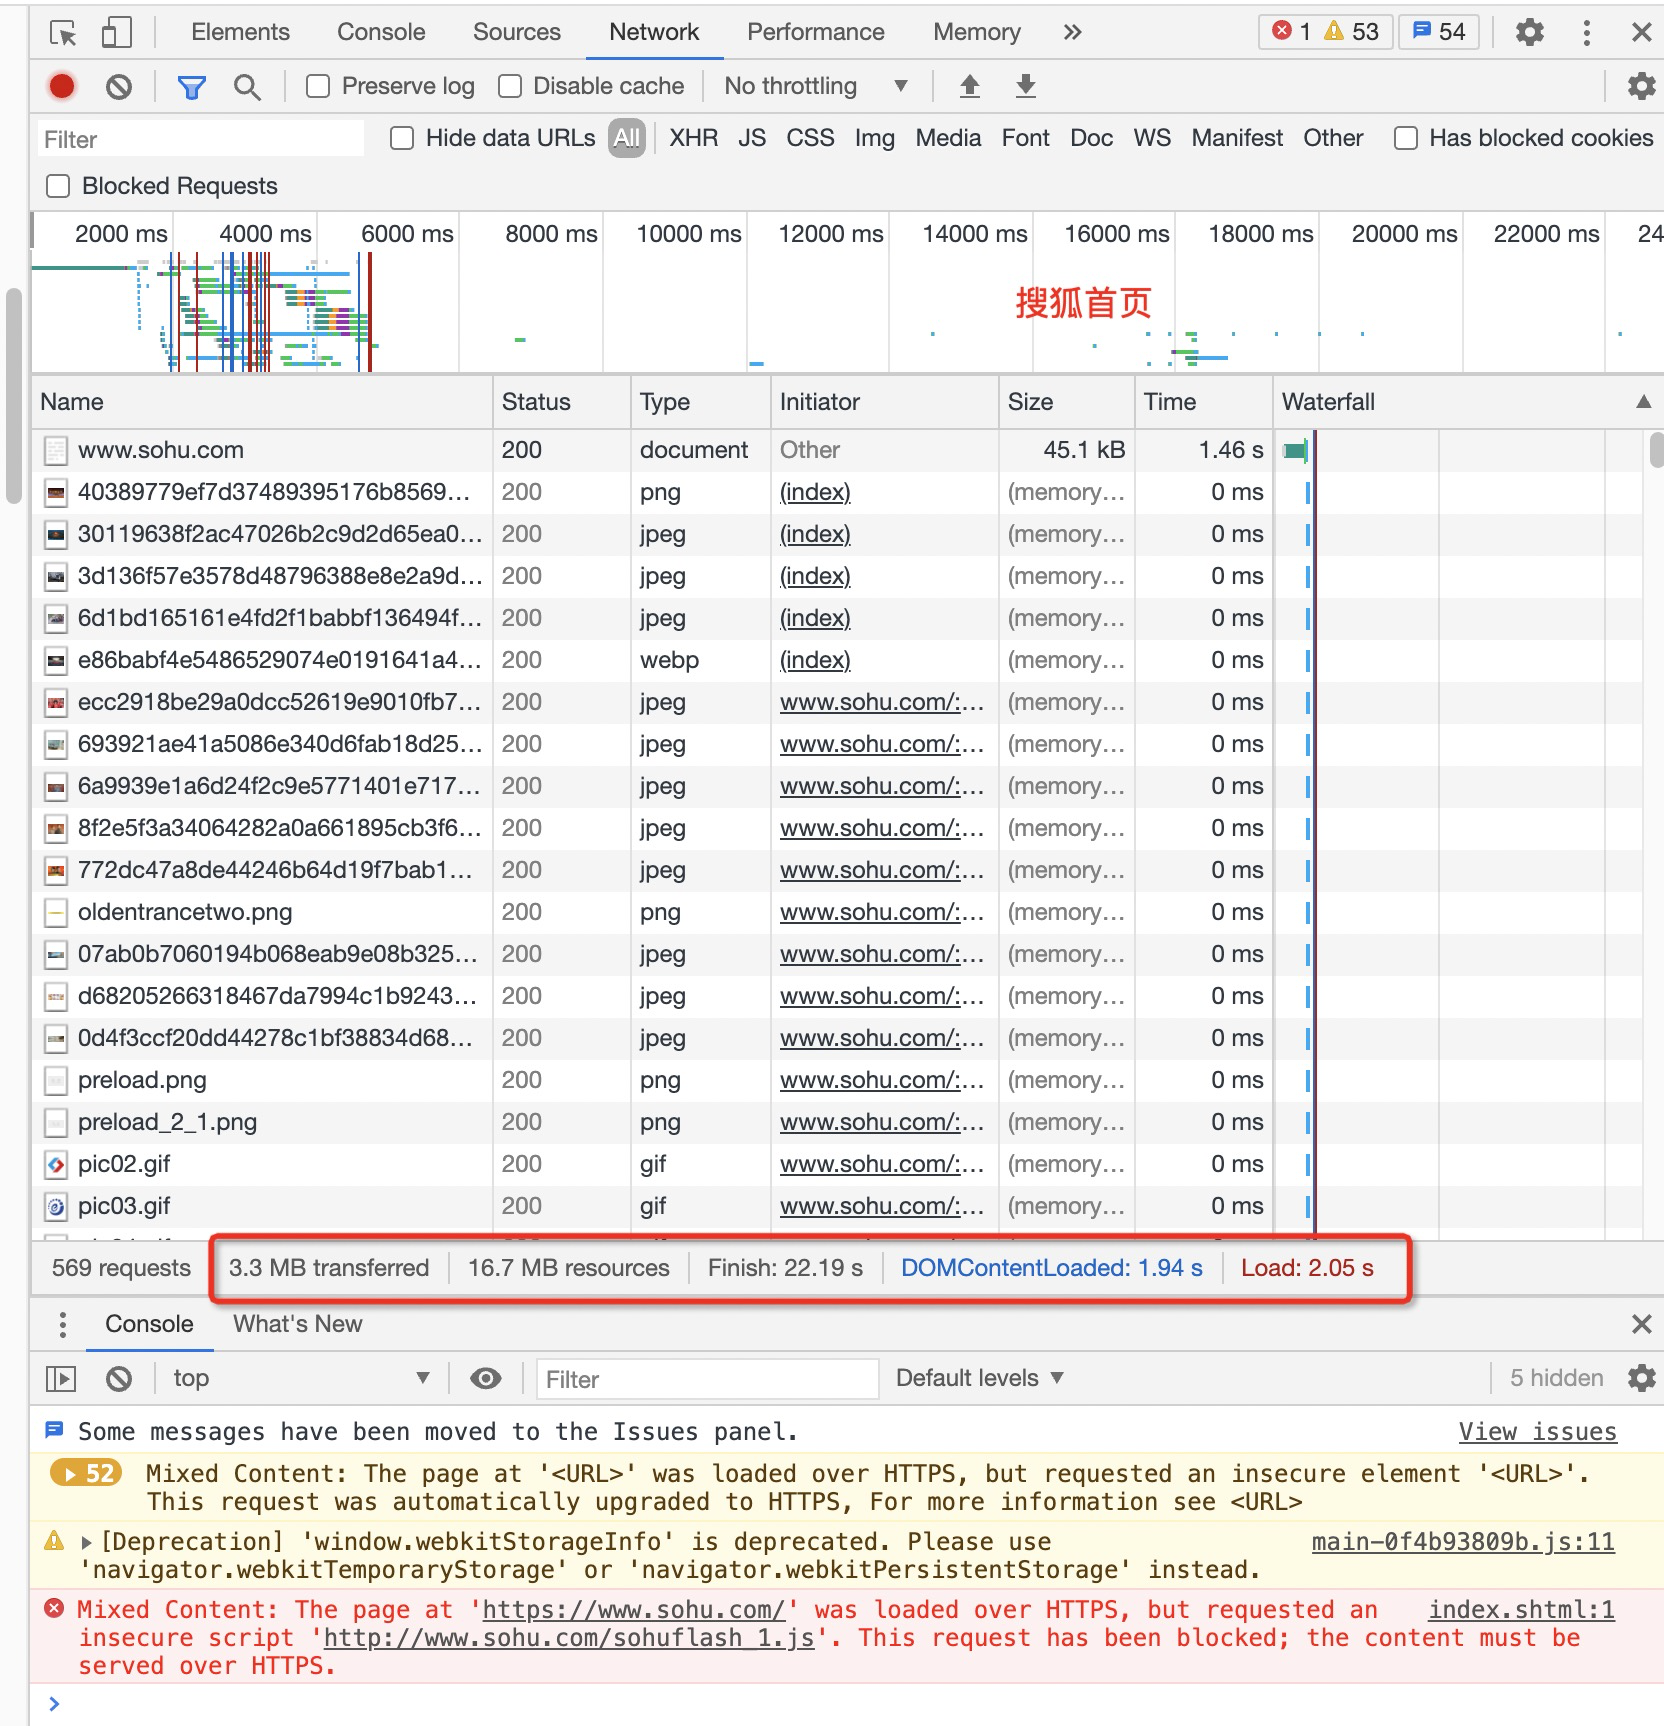 Elements Console Sources Network Performance Memory » 1 53 54
Preserve log Disable cache No throttling ▼
Filter Hide data URLs All XHR JS CSS Img Media Font Doc WS Manifest Other Has blocked cookies
Blocked Requests
2000 ms 4000 ms 6000 ms 8000 ms 10000 ms 12000 ms 14000 ms 16000 ms 18000 ms 20000 ms 22000 ms 24
搜狐首页
Name Status Type Initiator Size Time Waterfall ▲
www.sohu.com 200 document Other 45.1 kB 1.46 s
40389779ef7d37489395176b8569... 200 png (index) (memory... 0 ms
30119638f2ac47026b2c9d2d65ea0... 200 jpeg (index) (memory... 0 ms
3d136f57e3578d48796388e8e2a9d... 200 jpeg (index) (memory... 0 ms
6d1bd165161e4fd2f1babbf136494f... 200 jpeg (index) (memory... 0 ms
e86babf4e5486529074e0191641a4... 200 webp (index) (memory... 0 ms
ecc2918be29a0dcc52619e9010fb7... 200 jpeg www.sohu.com/:... (memory... 0 ms
693921ae41a5086e340d6fab18d25... 200 jpeg www.sohu.com/:... (memory... 0 ms
6a9939e1a6d24f2c9e5771401e717... 200 jpeg www.sohu.com/:... (memory... 0 ms
8f2e5f3a34064282a0a661895cb3f6... 200 jpeg www.sohu.com/:... (memory... 0 ms
772dc47a8de44246b64d19f7bab1... 200 jpeg www.sohu.com/:... (memory... 0 ms
oldentrancetwo.png 200 png www.sohu.com/:... (memory... 0 ms
07ab0b7060194b068eab9e08b325... 200 jpeg www.sohu.com/:... (memory... 0 ms
d68205266318467da7994c1b9243... 200 jpeg www.sohu.com/:... (memory... 0 ms
0d4f3ccf20dd44278c1bf38834d68... 200 jpeg www.sohu.com/:... (memory... 0 ms
preload.png 200 png www.sohu.com/:... (memory... 0 ms
preload_2_1.png 200 png www.sohu.com/:... (memory... 0 ms
pic02.gif 200 gif www.sohu.com/:... (memory... 0 ms
pic03.gif 200 gif www.sohu.com/:... (memory... 0 ms
569 requests 3.3 MB transferred 16.7 MB resources Finish: 22.19 s DOMContentLoaded: 1.94 s Load: 2.05 s
Console What's New
top ▼ Filter Default levels ▼ 5 hidden
Some messages have been moved to the Issues panel. View issues
52 Mixed Content: The page at '<URL>' was loaded over HTTPS, but requested an insecure element '<URL>'.
This request was automatically upgraded to HTTPS, For more information see <URL>
[Deprecation] 'window.webkitStorageInfo' is deprecated. Please use main-0f4b93809b.js:11
'navigator.webkitTemporaryStorage' or 'navigator.webkitPersistentStorage' instead.
Mixed Content: The page at 'https://www.sohu.com/' was loaded over HTTPS, but requested an index.shtml:1
insecure script 'http://www.sohu.com/sohuflash_1.js'. This request has been blocked; the content must be
served over HTTPS.